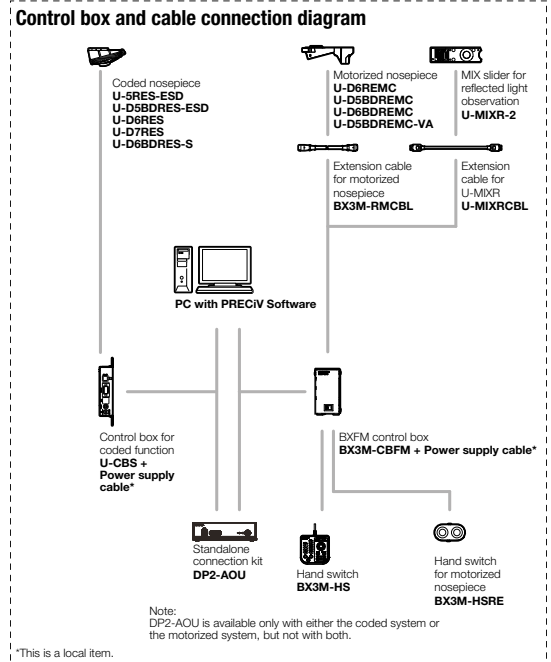 Control box and cable connection diagram
Coded nosepiece
U-5RES-ESD
U-D5BDRES-ESD
U-D6RES
U-D7RES
U-D6BDRES-S
Motorized nosepiece
U-D6REMC
U-D5BDREMC
U-D6BDREMC
U-D5BDREMC-VA
MIX slider for
reflected light
observation
U-MIXR-2
Extension cable
for motorized
nosepiece
BX3M-RMCBL
Extension
cable for
U-MIXR
U-MIXRCBL
PC with PRECiV Software
Control box for
coded function
U-CBS +
Power supply
cable*
BXFM control box
BX3M-CBFM + Power supply cable*
Standalone
connection kit
DP2-AOU
Hand switch
BX3M-HS
Hand switch
for motorized
nosepiece
BX3M-HSRE
Note:
DP2-AOU is available only with either the coded system or
the motorized system, but not with both.
*This is a local item.